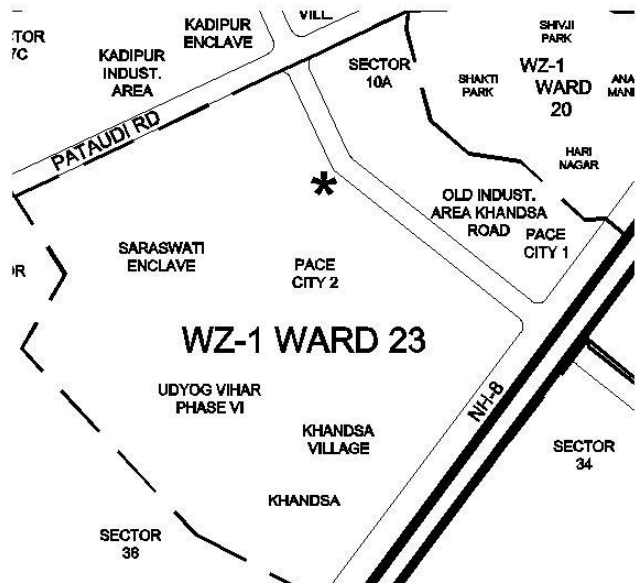 VILL.
KADIPUR
ENCLAVE
SHIVJI
PARK
TOR
7C
KADIPUR
INDUST.
AREA
SECTOR
10A
SHAKTI
PARK
WZ-1
WARD
20
ANA
MANI
PATAUDI RD
HARI
NAGAR
*
OLD INDUST.
AREA KHANDSA
ROAD
PACE
CITY 1
SARASWATI
ENCLAVE
OR
PACE
CITY 2
WZ-1 WARD 23
UDYOG VIHAR
PHASE VI
NH-8
KHANDSA
VILLAGE
SECTOR
34
KHANDSA
SECTOR
36